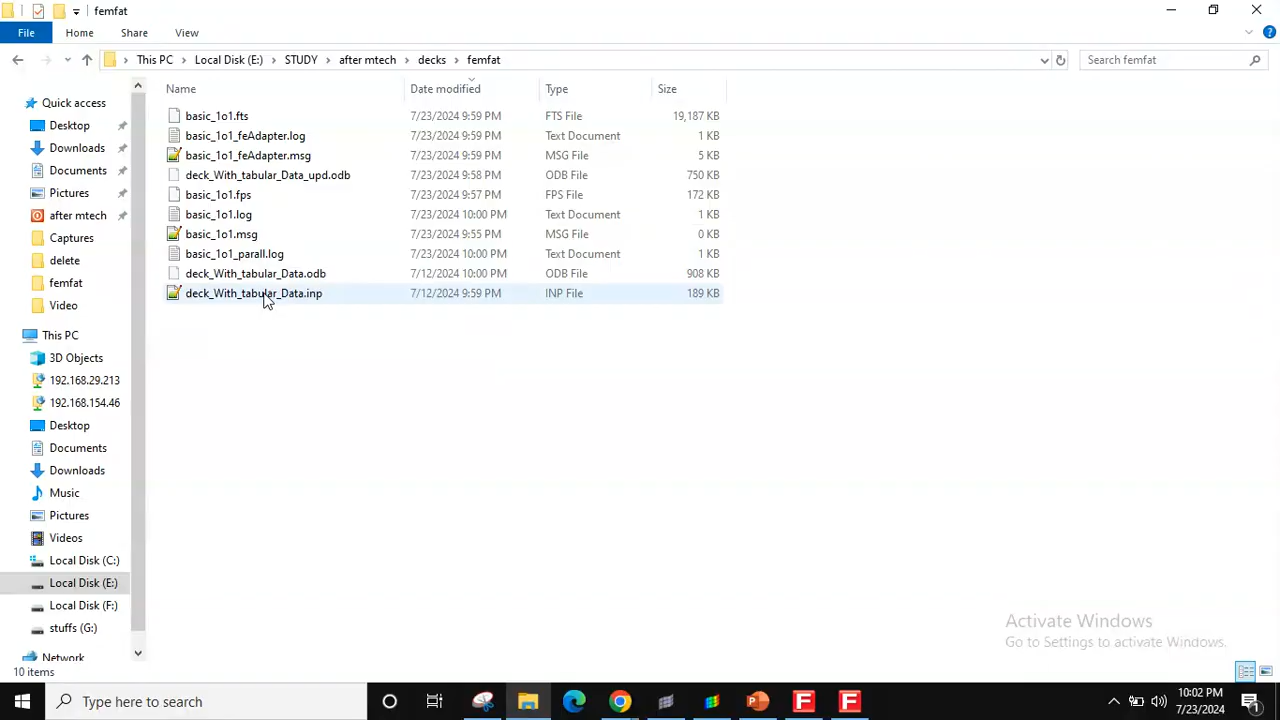 femfat
File
Home
Share
View
This PC
Local Disk (E:)
STUDY
after mtech
decks
femfat
Search femfat
Name
Date modified
Type
Size
Quick access
Desktop
Downloads
Documents
Pictures
after mtech
Captures
delete
femfat
Video
This PC
3D Objects
192.168.29.213
192.168.154.46
Desktop
Documents
Downloads
Music
Pictures
Videos
Local Disk (C:)
Local Disk (E:)
Local Disk (F:)
stuffs (G:)
Network
basic_1o1.fts 7/23/2024 9:59 PM FTS File 19,187 KB
basic_1o1_feAdapter.log 7/23/2024 9:59 PM Text Document 1 KB
basic_1o1_feAdapter.msg 7/23/2024 9:59 PM MSG File 5 KB
deck_With_tabular_Data_upd.odb 7/23/2024 9:58 PM ODB File 750 KB
basic_1o1.fps 7/23/2024 9:57 PM FPS File 172 KB
basic_1o1.log 7/23/2024 10:00 PM Text Document 1 KB
basic_1o1.msg 7/23/2024 9:55 PM MSG File 0 KB
basic_1o1_parall.log 7/23/2024 10:00 PM Text Document 1 KB
deck_With_tabular_Data.odb 7/12/2024 10:00 PM ODB File 908 KB
deck_With_tabular_Data.inp 7/12/2024 9:59 PM INP File 189 KB
Activate Windows
Go to Settings to activate Windows.
10 items
Type here to search
10:02 PM
7/23/2024